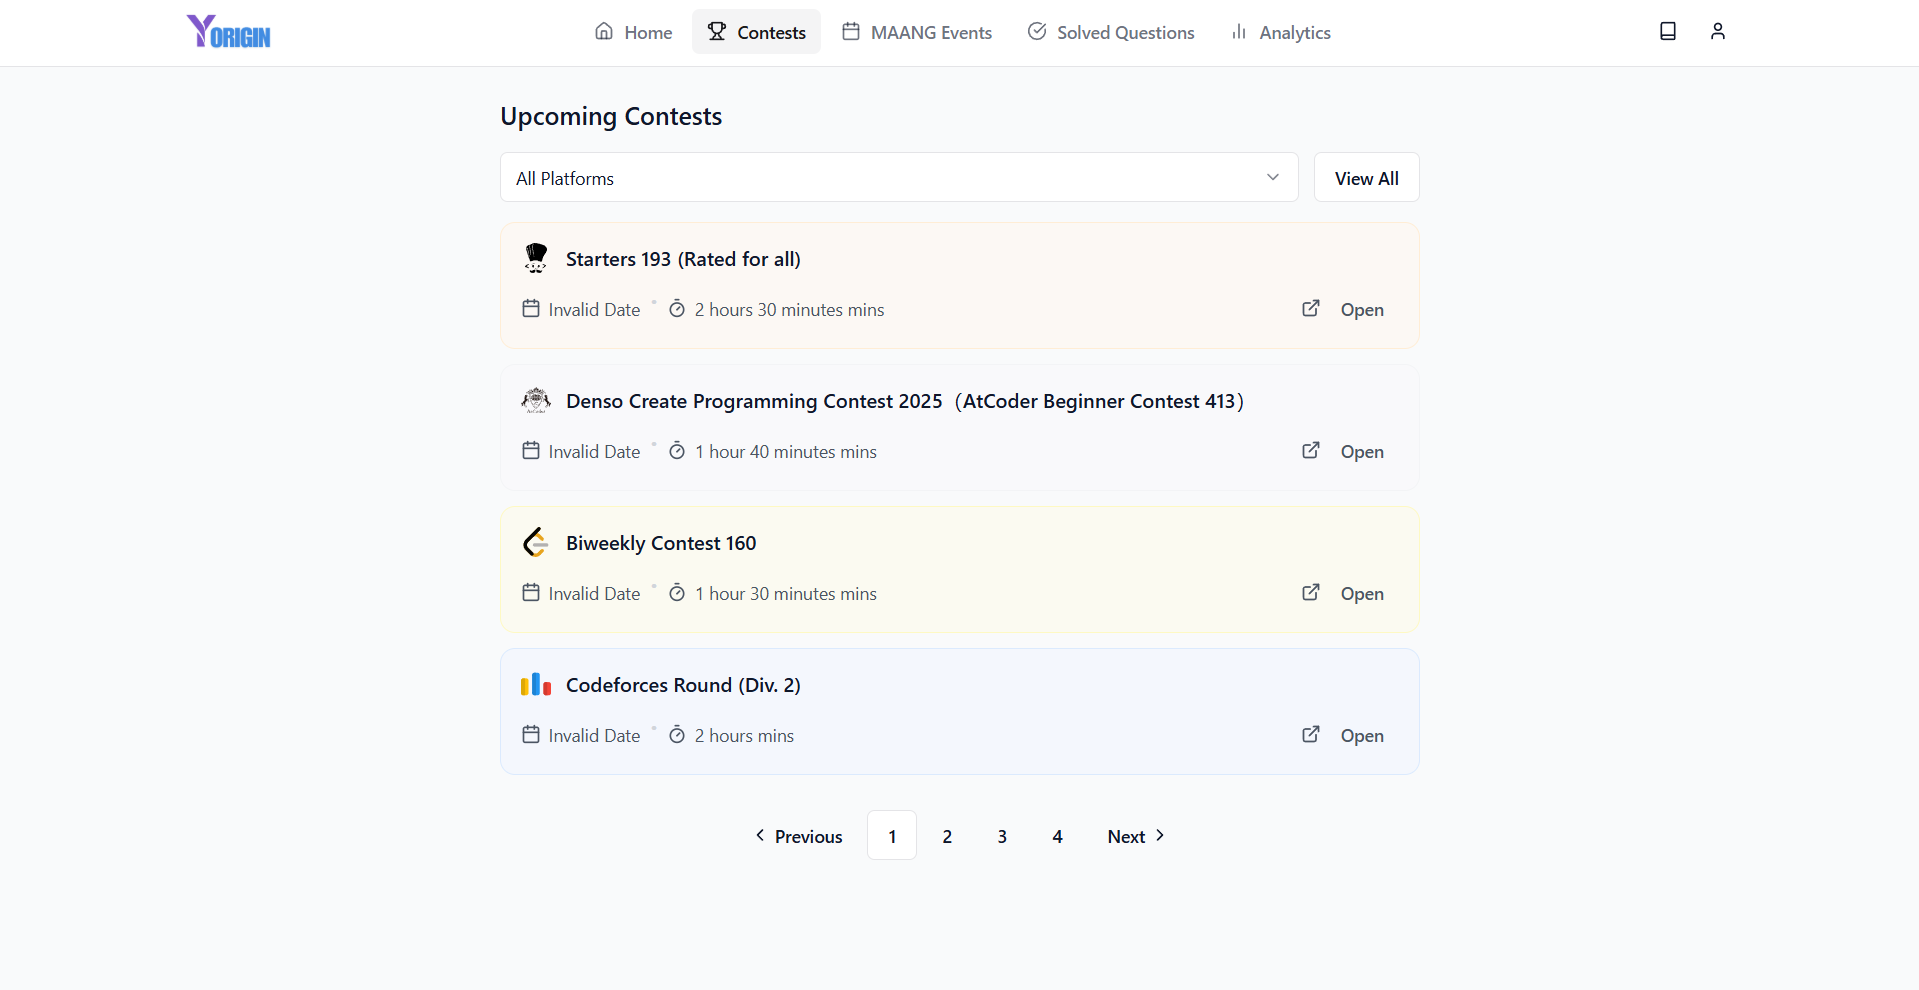 YORIGIN
Home Contests MAANG Events Solved Questions Analytics
Upcoming Contests
All Platforms View All
Starters 193 (Rated for all)
Invalid Date 2 hours 30 minutes mins Open
Denso Create Programming Contest 2025（AtCoder Beginner Contest 413）
Invalid Date 1 hour 40 minutes mins Open
Biweekly Contest 160
Invalid Date 1 hour 30 minutes mins Open
Codeforces Round (Div. 2)
Invalid Date 2 hours mins Open
Previous 1 2 3 4 Next